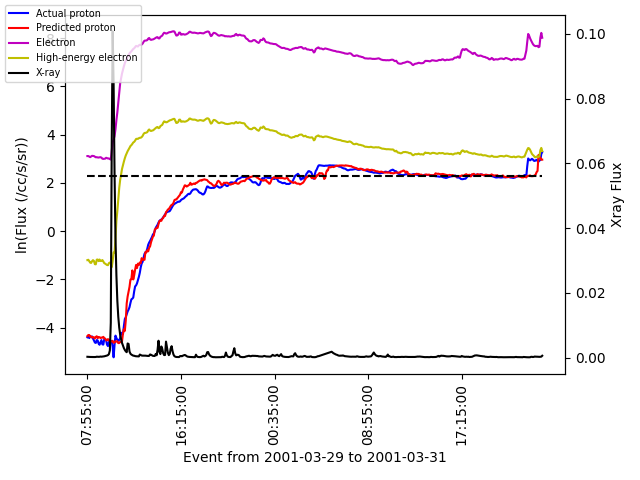 Actual proton
Predicted proton
Electron
High-energy electron
X-ray
8
6
4
2
0
−2
−4
ln(Flux (/cc/s/sr))
0.10
0.08
0.06
0.04
0.02
0.00
Xray Flux
07:55:00
16:15:00
00:35:00
08:55:00
17:15:00
Event from 2001-03-29 to 2001-03-31